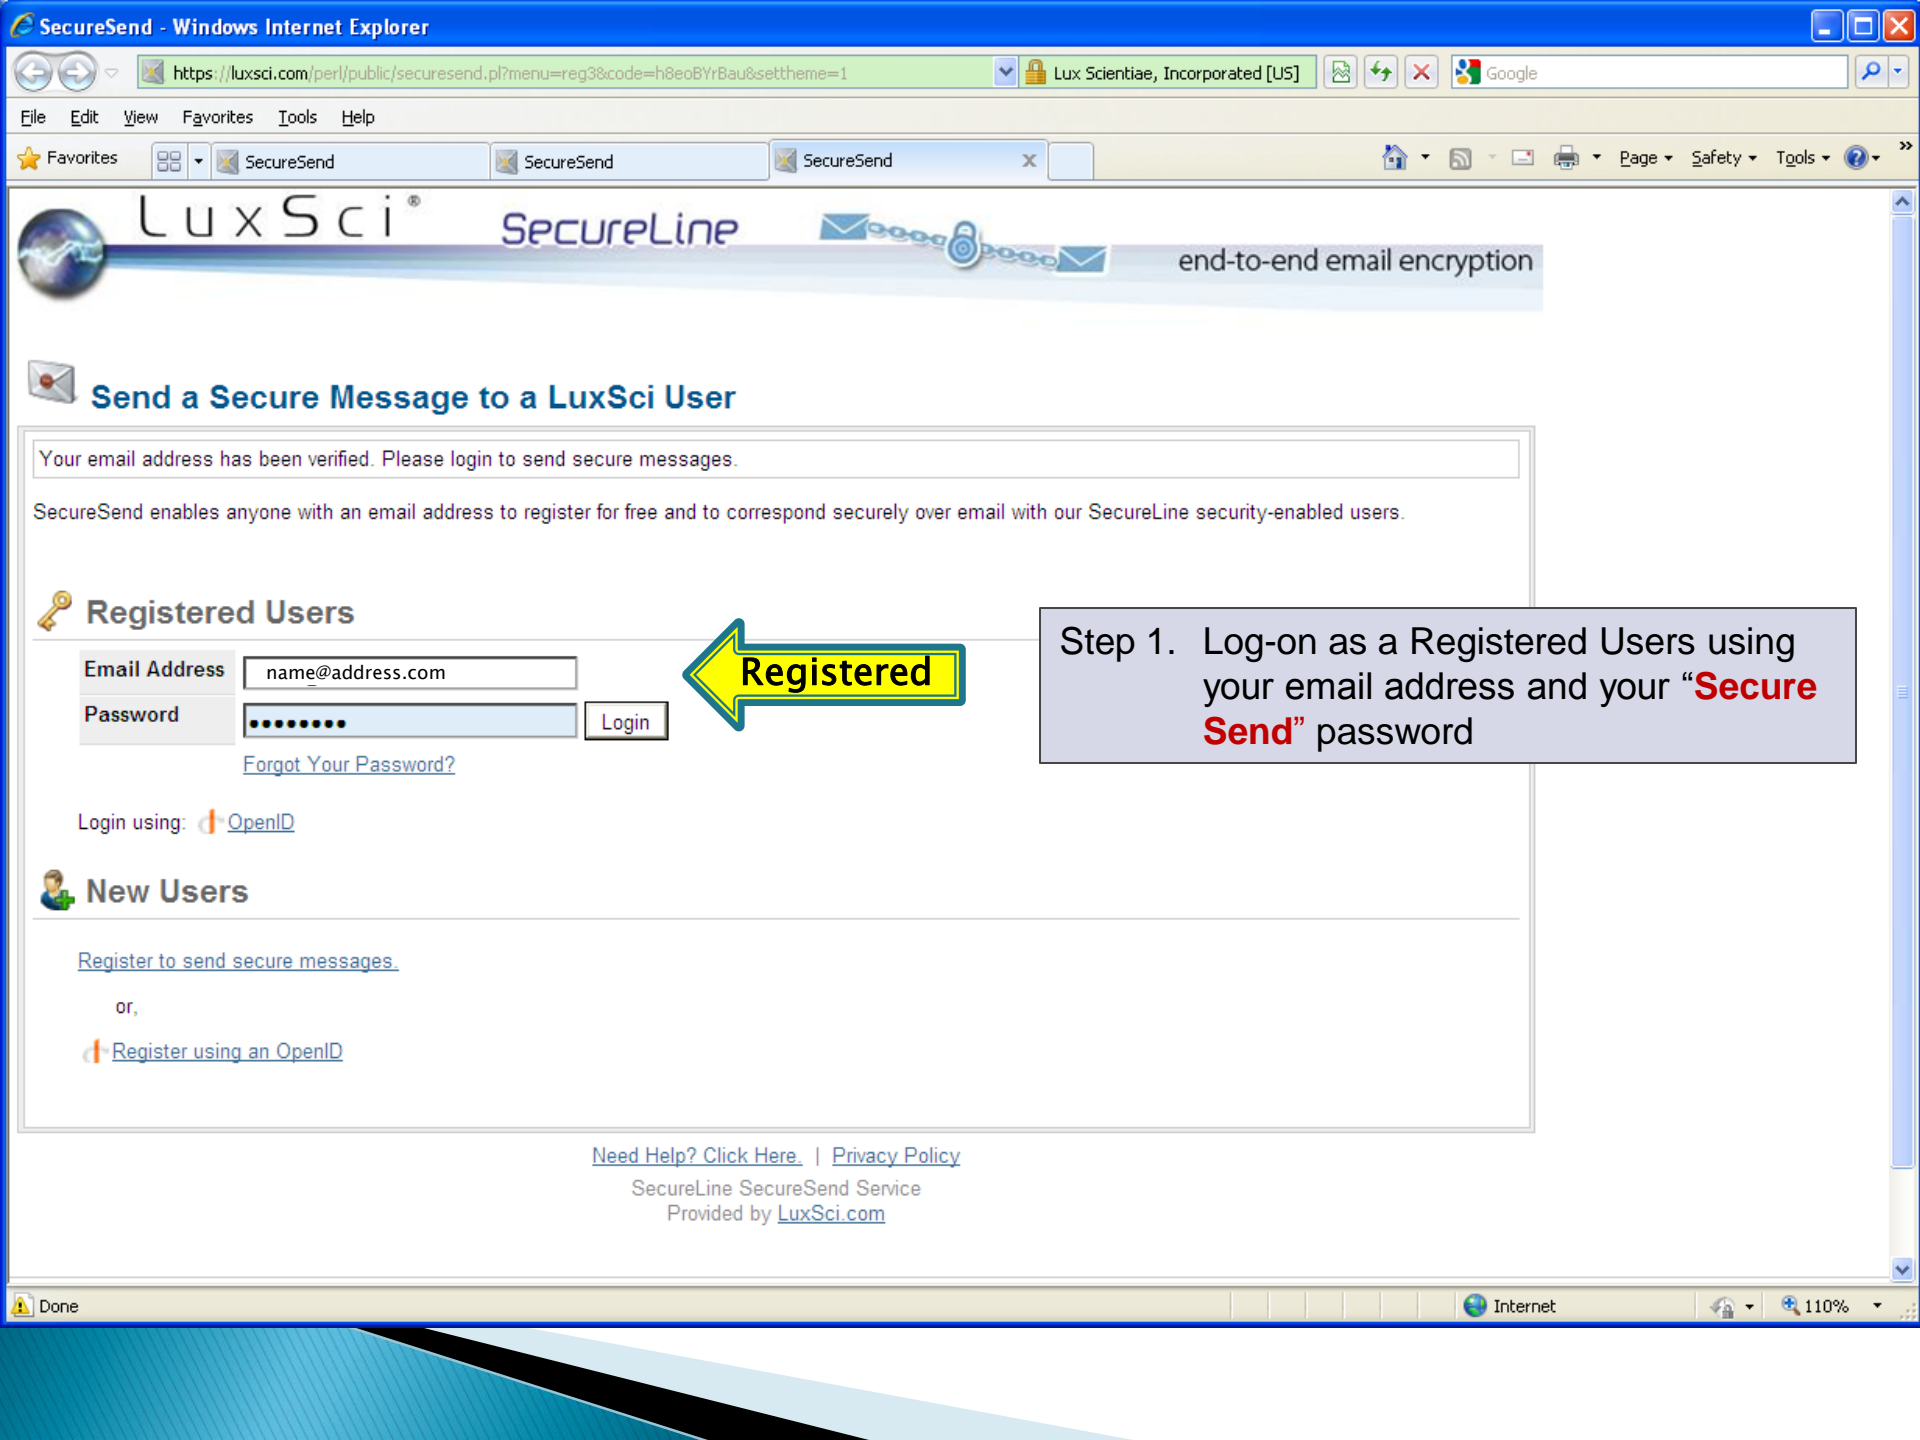 SecureSend - Windows Internet Explorer
https://luxsci.com/perl/public/securesend.pl?menu=reg3&code=h8eoBYrBau&settheme=1
Lux Scientiae, Incorporated [US]
Google
File Edit View Favorites Tools Help
Favorites
SecureSend
SecureSend
SecureSend
Page
Safety
Tools
LuxSci®
SecureLine
end-to-end email encryption
Send a Secure Message to a LuxSci User
Your email address has been verified. Please login to send secure messages.
SecureSend enables anyone with an email address to register for free and to correspond securely over email with our SecureLine security-enabled users.
Registered Users
Email Address name@address.com
Password ••••••••
Login
Forgot Your Password?
Login using: OpenID
Registered
Step 1. Log-on as a Registered Users using
your email address and your “Secure
Send” password
New Users
Register to send secure messages.
or,
Register using an OpenID
Need Help? Click Here. | Privacy Policy
SecureLine SecureSend Service
Provided by LuxSci.com
Done
Internet
110%